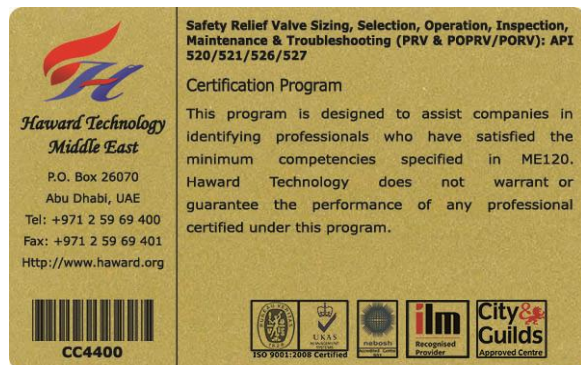 Haward Technology
Middle East
P.O. Box 26070
Abu Dhabi, UAE
Tel: +971 2 59 69 400
Fax: +971 2 59 69 401
Http://www.haward.org
CC4400
Safety Relief Valve Sizing, Selection, Operation, Inspection,
Maintenance & Troubleshooting (PRV & POPRV/PORV): API
520/521/526/527
Certification Program
This program is designed to assist companies in
identifying professionals who have satisfied the
minimum competencies specified in ME120.
Haward Technology does not warrant or
guarantee the performance of any professional
certified under this program.
UKAS
MANAGEMENT
SYSTEMS
ISO 9001:2008 Certified
nebosh
ilm
Recognised
Provider
City&
Guilds
Approved Centre